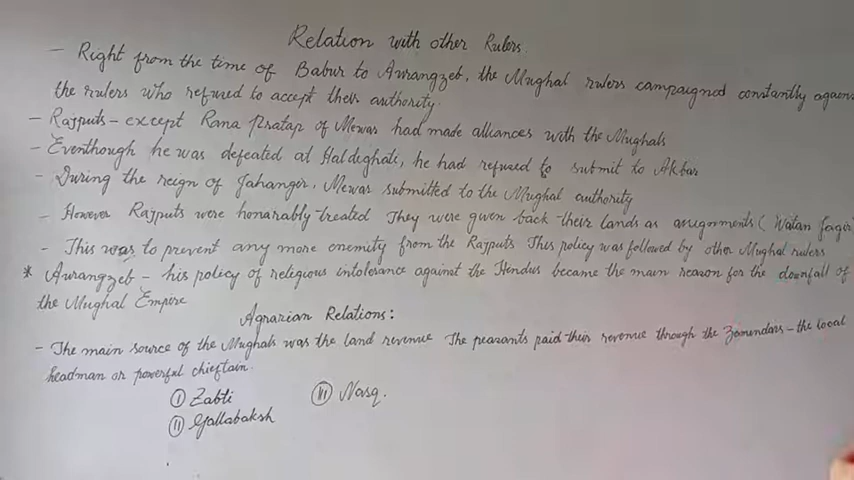 Relation with other Rulers.
- Right from the time of Babur to Aurangzeb, the Mughal rulers campaigned constantly agains
the rulers who refused to accept their authority.
- Rajputs - except Rana Pratap of Mewar had made alliances with the Mughals
- Eventhough he was defeated at Haldighati, he had refused to submit to Akbar
- During the reign of Jahangir, Mewar submitted to the Mughal authority
- However Rajputs were honarably treated They were given back their lands as assignments (Watan Jagir
- This was to prevent any more enemity from the Rajputs This policy was followed by other Mughal rulers
* Aurangzeb - his policy of religious intolerance against the Hindus became the main reason for the downfall of
the Mughal Empire
Agrarian Relations:
- The main source of the Mughals was the land revenue The peasants paid their revenue through the Zamindars - the local
headman or powerful chieftain.
I Zabti III Nasq.
II Gallabaksh